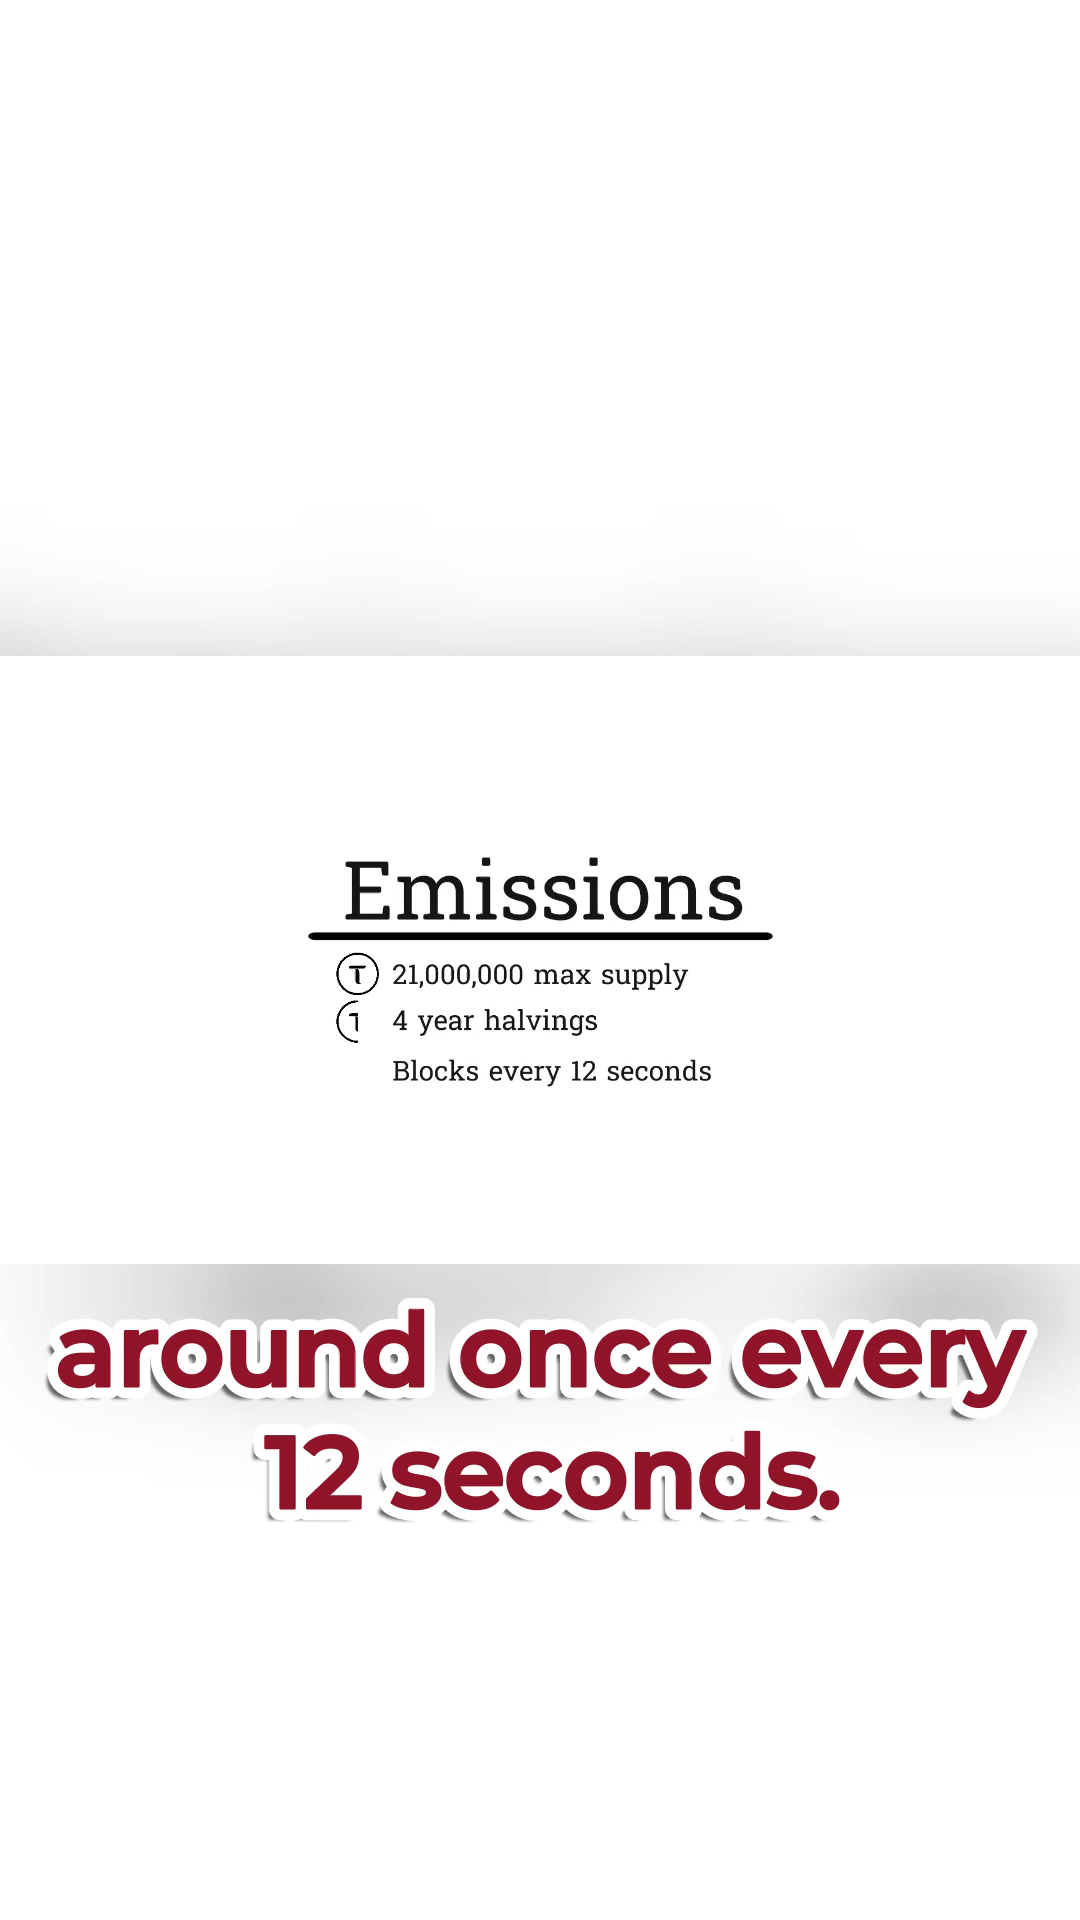 Emissions
τ 21,000,000 max supply
4 year halvings
Blocks every 12 seconds
around once every
12 seconds.